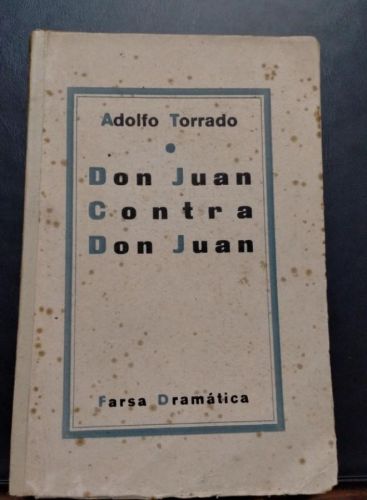 Adolfo Torrado
Don Juan
Contra
Don Juan
Farsa Dramática